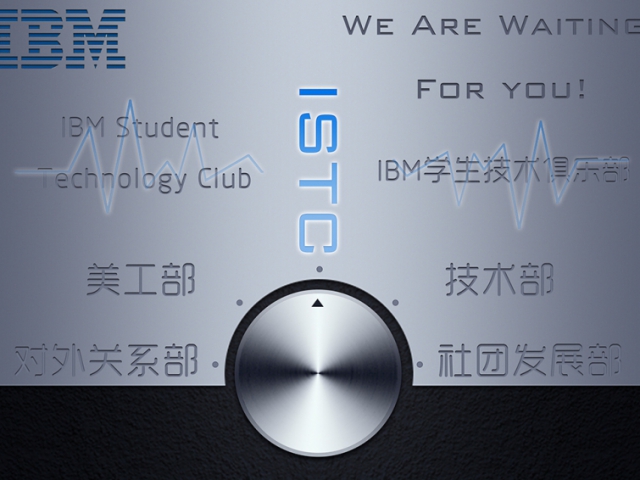 IBM
We Are Waiting
For you!
IBM Student
Technology Club
ISTC
IBM学生技术俱乐部
美工部
技术部
对外关系部
社团发展部